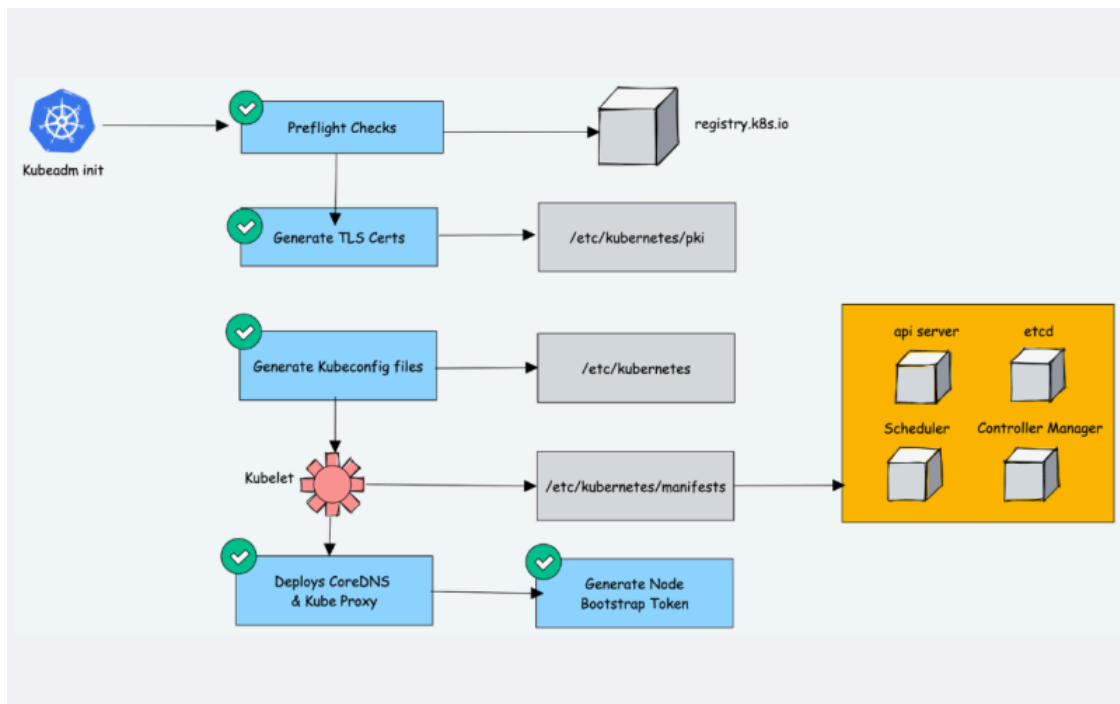 Kubeadm init
Preflight Checks
registry.k8s.io
Generate TLS Certs
/etc/kubernetes/pki
Generate Kubeconfig files
/etc/kubernetes
api server
etcd
Scheduler
Controller Manager
Kubelet
/etc/kubernetes/manifests
Deploys CoreDNS
& Kube Proxy
Generate Node
Bootstrap Token